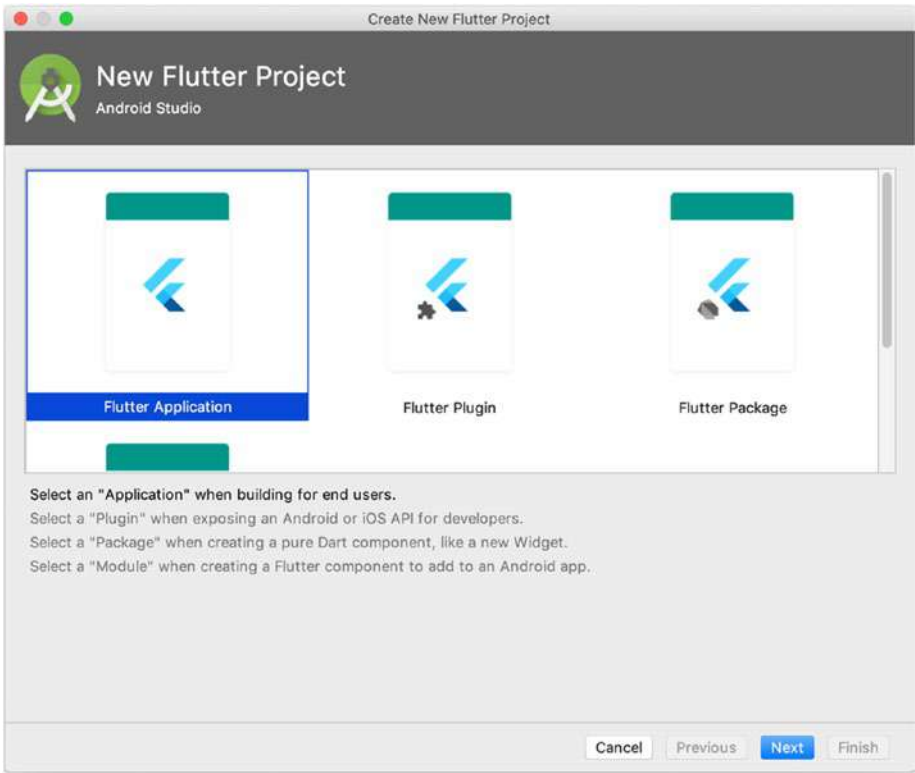 Create New Flutter Project
New Flutter Project
Android Studio
Flutter Application
Flutter Plugin
Flutter Package
Select an "Application" when building for end users.
Select a "Plugin" when exposing an Android or iOS API for developers.
Select a "Package" when creating a pure Dart component, like a new Widget.
Select a "Module" when creating a Flutter component to add to an Android app.
Cancel
Previous
Next
Finish